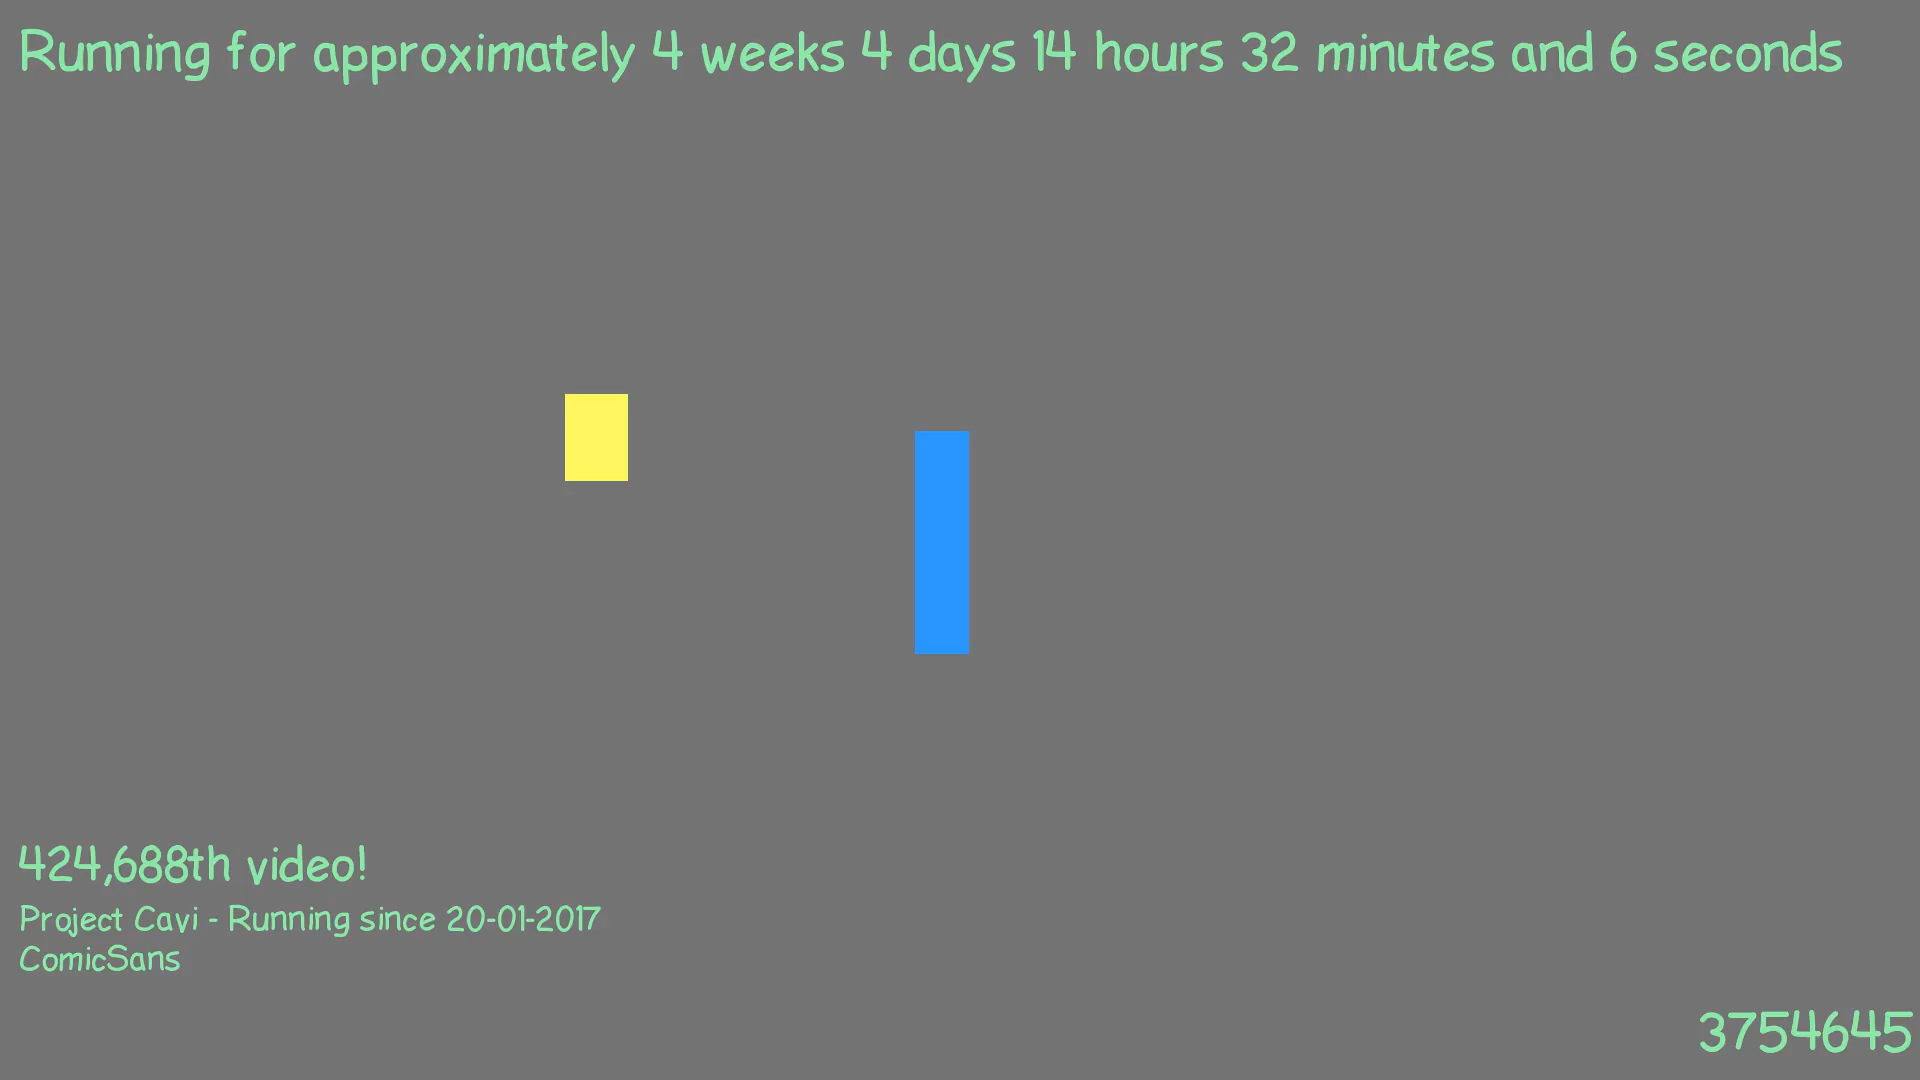 Running for approximately 4 weeks 4 days 14 hours 32 minutes and 6 seconds
424,688th video!
Project Cavi - Running since 20-01-2017
ComicSans
3754645